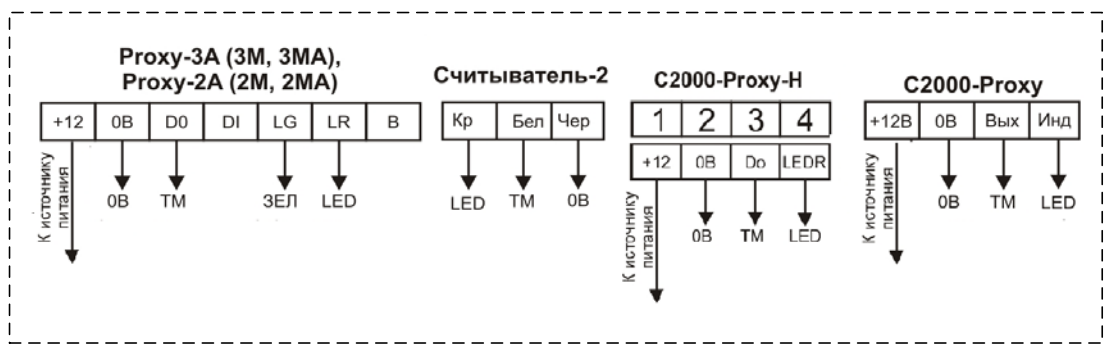 Proxy-3A (3M, 3MA),
Proxy-2A (2M, 2MA)
+12 0В D0 DI LG LR В
К источнику
питания
0В ТМ ЗЕЛ LED
Считыватель-2
Кр Бел Чер
LED ТМ 0В
С2000-Proxy-Н
1 2 3 4
+12 0В Do LEDR
К источнику
питания
0В ТМ LED
С2000-Proxy
+12В 0В Вых Инд
К источнику
питания
0В ТМ LED